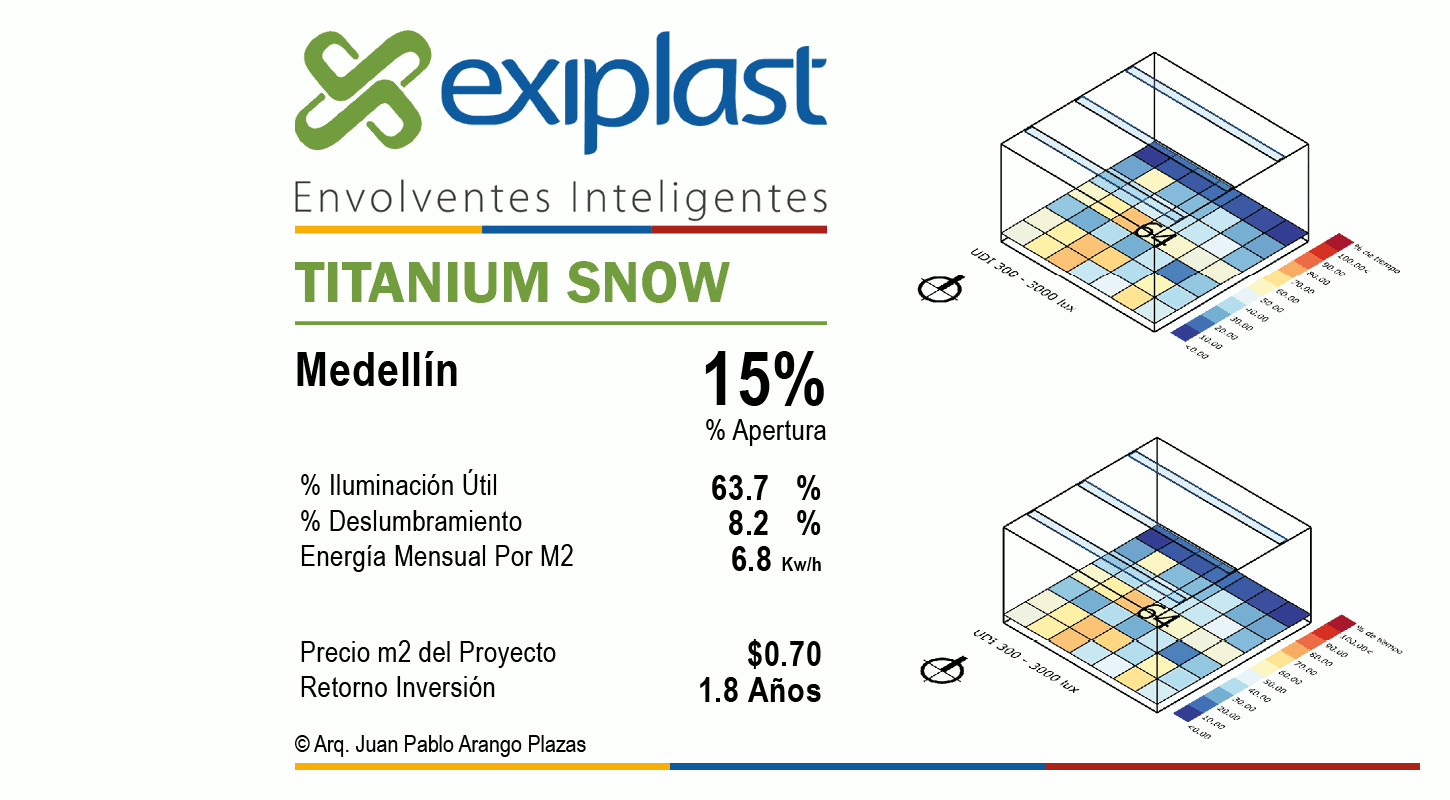 exiplast
Envolventes Inteligentes
TITANIUM SNOW
Medellín
15%
% Apertura
% Iluminación Útil 63.7 %
% Deslumbramiento 8.2 %
Energía Mensual Por M2 6.8 Kw/h
Precio m2 del Proyecto $0.70
Retorno Inversión 1.8 Años
© Arq. Juan Pablo Arango Plazas
64
UDI 300 - 3000 lux
% de tiempo
100.00<
90.00
80.00
70.00
60.00
50.00
40.00
30.00
20.00
10.00
<0.00
64
UDI 300 - 3000 lux
% de tiempo
100.00<
90.00
80.00
70.00
60.00
50.00
40.00
30.00
20.00
10.00
<0.00